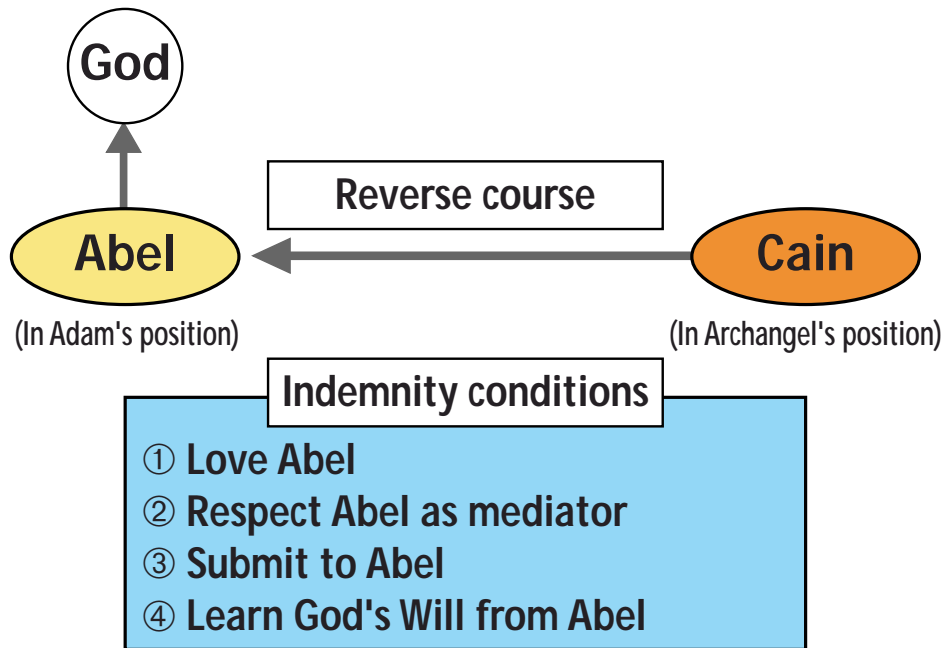 God
Reverse course
Abel
Cain
(In Adam's position)
(In Archangel's position)
Indemnity conditions
① Love Abel
② Respect Abel as mediator
③ Submit to Abel
④ Learn God's Will from Abel